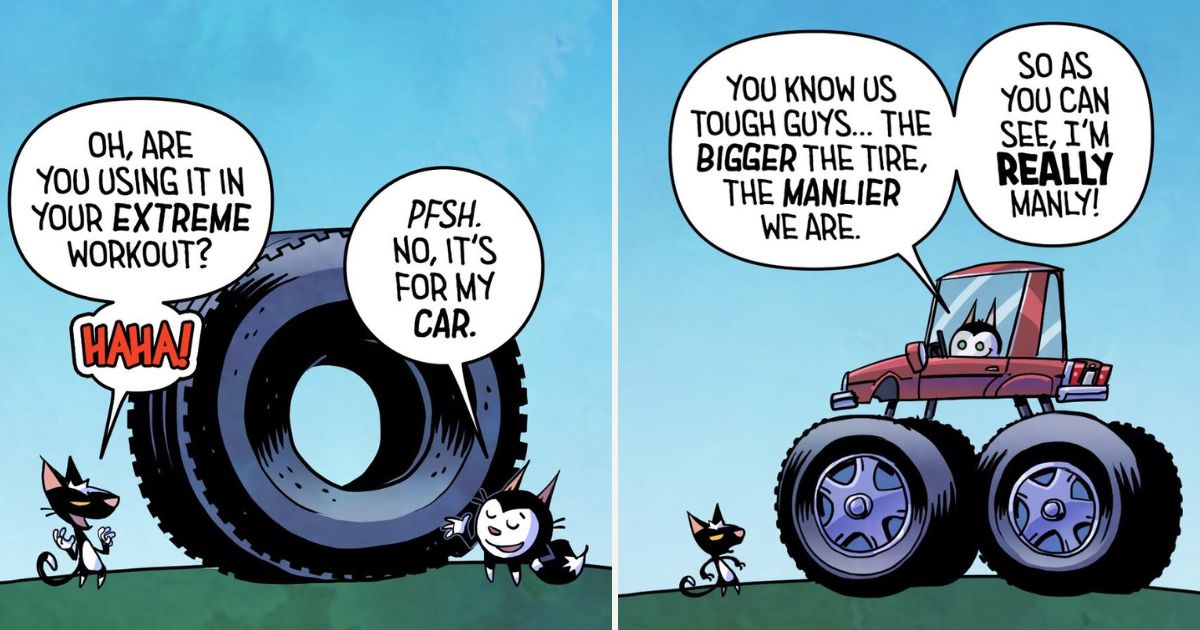 OH, ARE
YOU USING IT IN
YOUR EXTREME
WORKOUT?
HAHA!
PFSH.
NO, IT'S
FOR MY
CAR.
YOU KNOW US
TOUGH GUYS... THE
BIGGER THE TIRE,
THE MANLIER
WE ARE.
SO AS
YOU CAN
SEE, I'M
REALLY
MANLY!